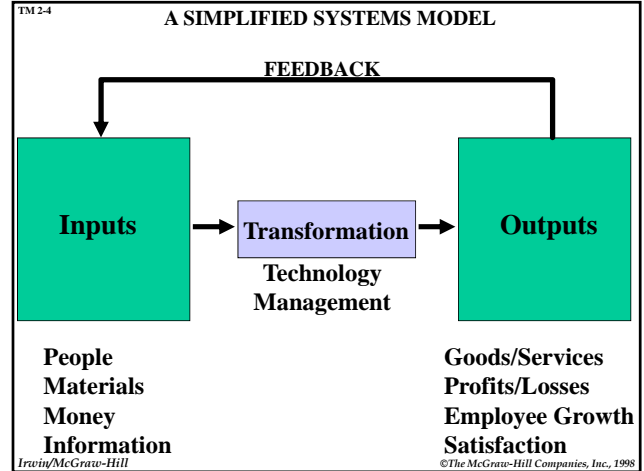 TM 2-4
A SIMPLIFIED SYSTEMS MODEL
FEEDBACK
Inputs
Transformation
Outputs
Technology
Management
People
Materials
Money
Information
Goods/Services
Profits/Losses
Employee Growth
Satisfaction
Irwin/McGraw-Hill
©The McGraw-Hill Companies, Inc., 1998